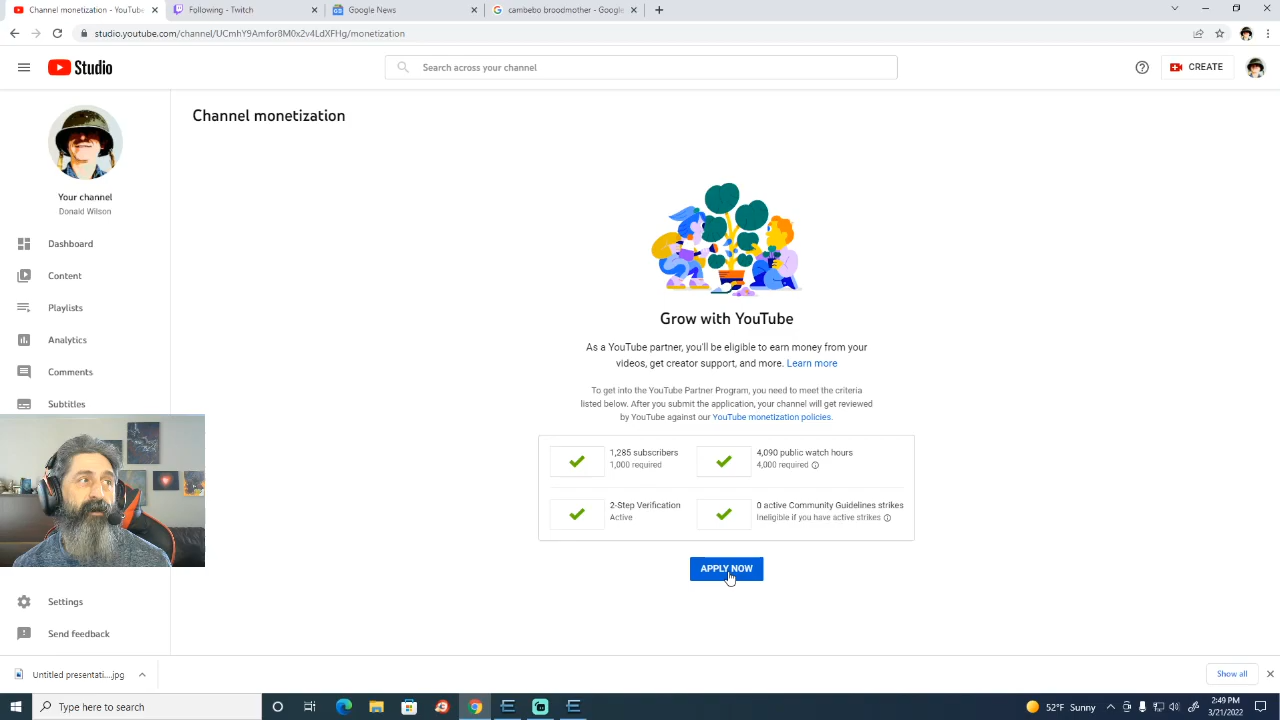 Channel monetization - YouTube
Following - Twitch
Google News
cambebo broodmother - Google
studio.youtube.com/channel/UCmhY9Amfor8M0x2v4LdXFHg/monetization
Studio
Search across your channel
CREATE
Channel monetization
Your channel
Donald Wilson
Dashboard
Content
Playlists
Analytics
Comments
Subtitles
Settings
Send feedback
Grow with YouTube
As a YouTube partner, you'll be eligible to earn money from your
videos, get creator support, and more. Learn more
To get into the YouTube Partner Program, you need to meet the criteria
listed below. After you submit the application, your channel will get reviewed
by YouTube against our YouTube monetization policies.
1,285 subscribers
1,000 required
4,090 public watch hours
4,000 required
2-Step Verification
Active
0 active Community Guidelines strikes
Ineligible if you have active strikes
APPLY NOW
Untitled presentati....jpg
Show all
Type here to search
52°F Sunny
2:49 PM
3/21/2022